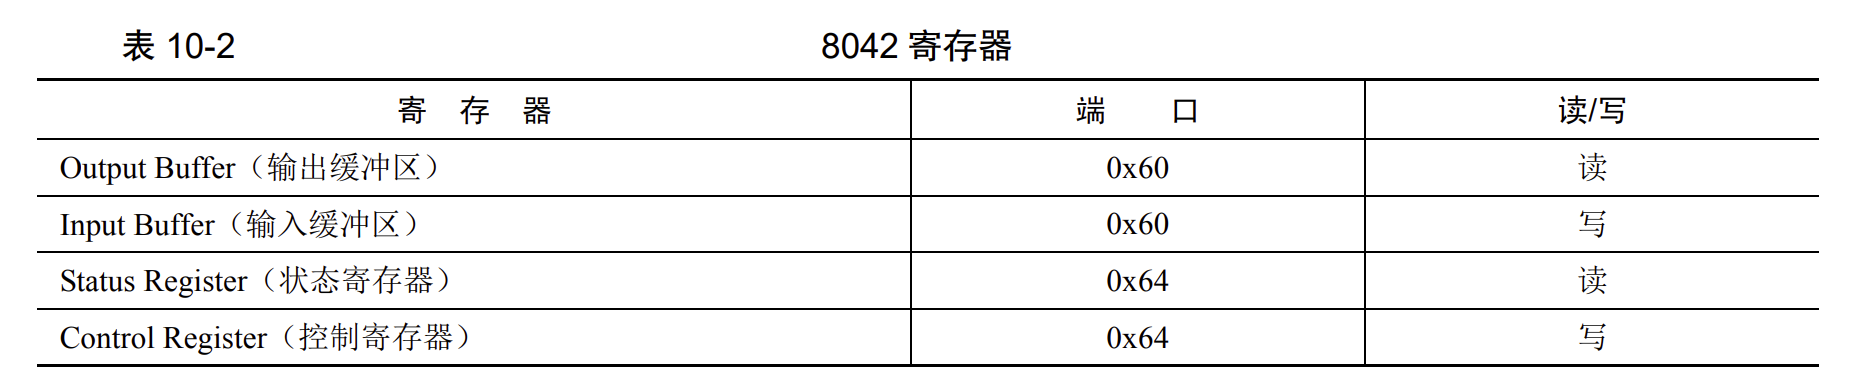 表 10-2 8042 寄存器
寄 存 器 端 口 读/写
Output Buffer（输出缓冲区） 0x60 读
Input Buffer（输入缓冲区） 0x60 写
Status Register（状态寄存器） 0x64 读
Control Register（控制寄存器） 0x64 写